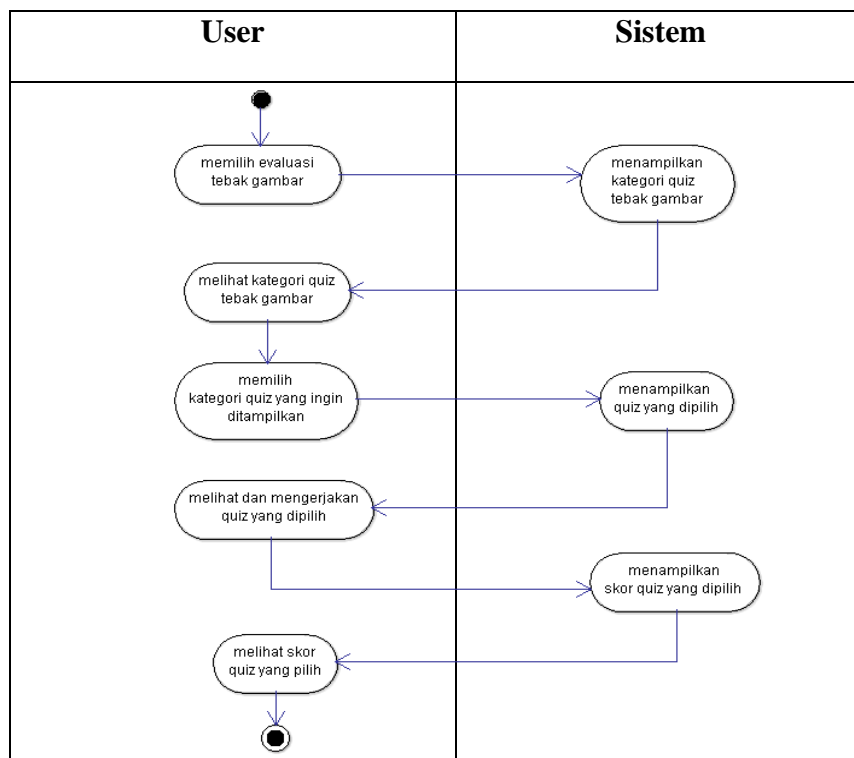 User
Sistem
memilih evaluasi
tebak gambar
menampilkan
kategori quiz
tebak gambar
melihat kategori quiz
tebak gambar
memilih
kategori quiz yang ingin
ditampilkan
menampilkan
quiz yang dipilih
melihat dan mengerjakan
quiz yang dipilih
menampilkan
skor quiz yang dipilih
melihat skor
quiz yang pilih